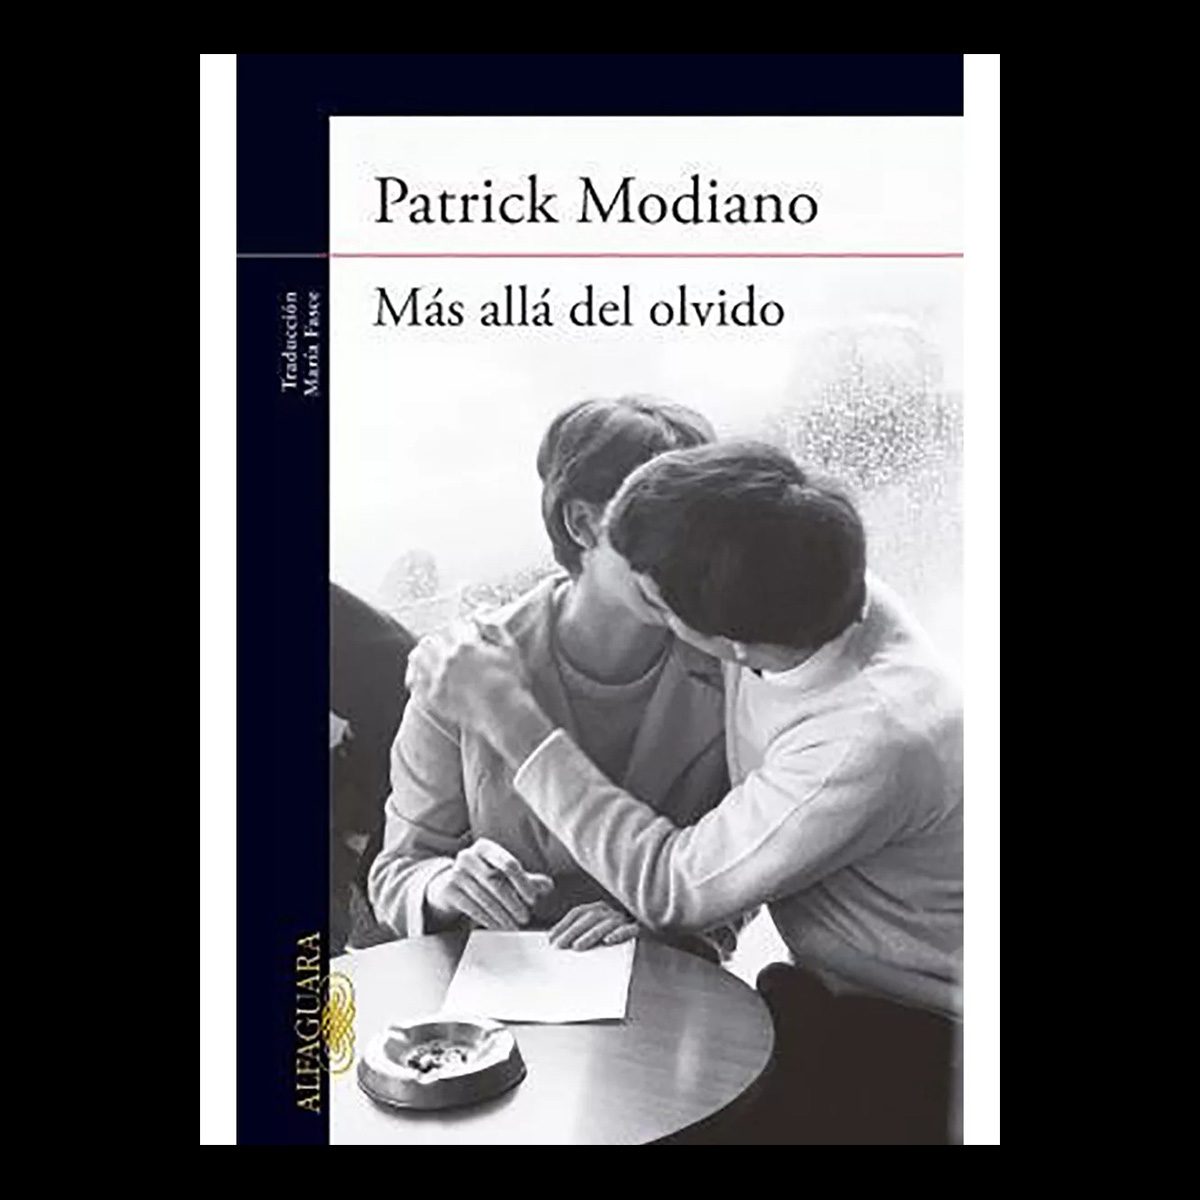 Patrick Modiano
Más allá del olvido
Traducción
María Fasce
ALFAGUARA